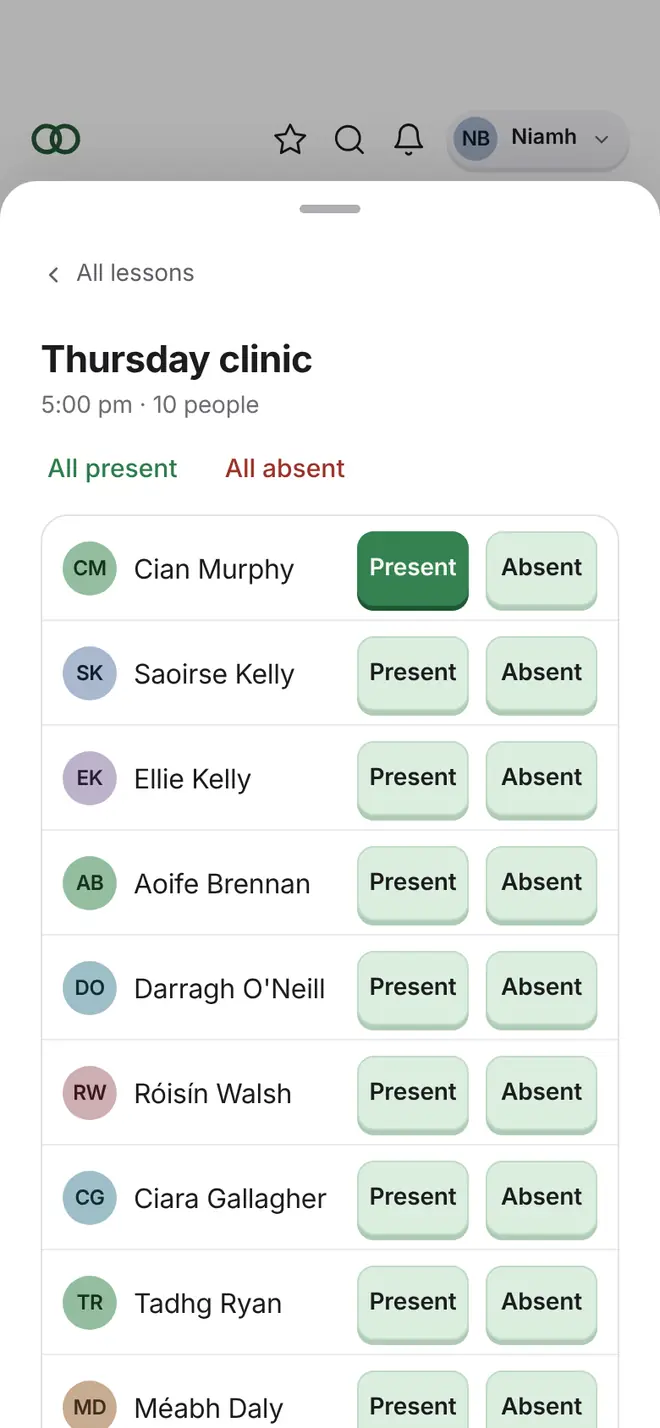 NB Niamh
All lessons
Thursday clinic
5:00 pm · 10 people
All present All absent
CM Cian Murphy Present Absent
SK Saoirse Kelly Present Absent
EK Ellie Kelly Present Absent
AB Aoife Brennan Present Absent
DO Darragh O'Neill Present Absent
RW Róisín Walsh Present Absent
CG Ciara Gallagher Present Absent
TR Tadhg Ryan Present Absent
MD Méabh Daly Present Absent